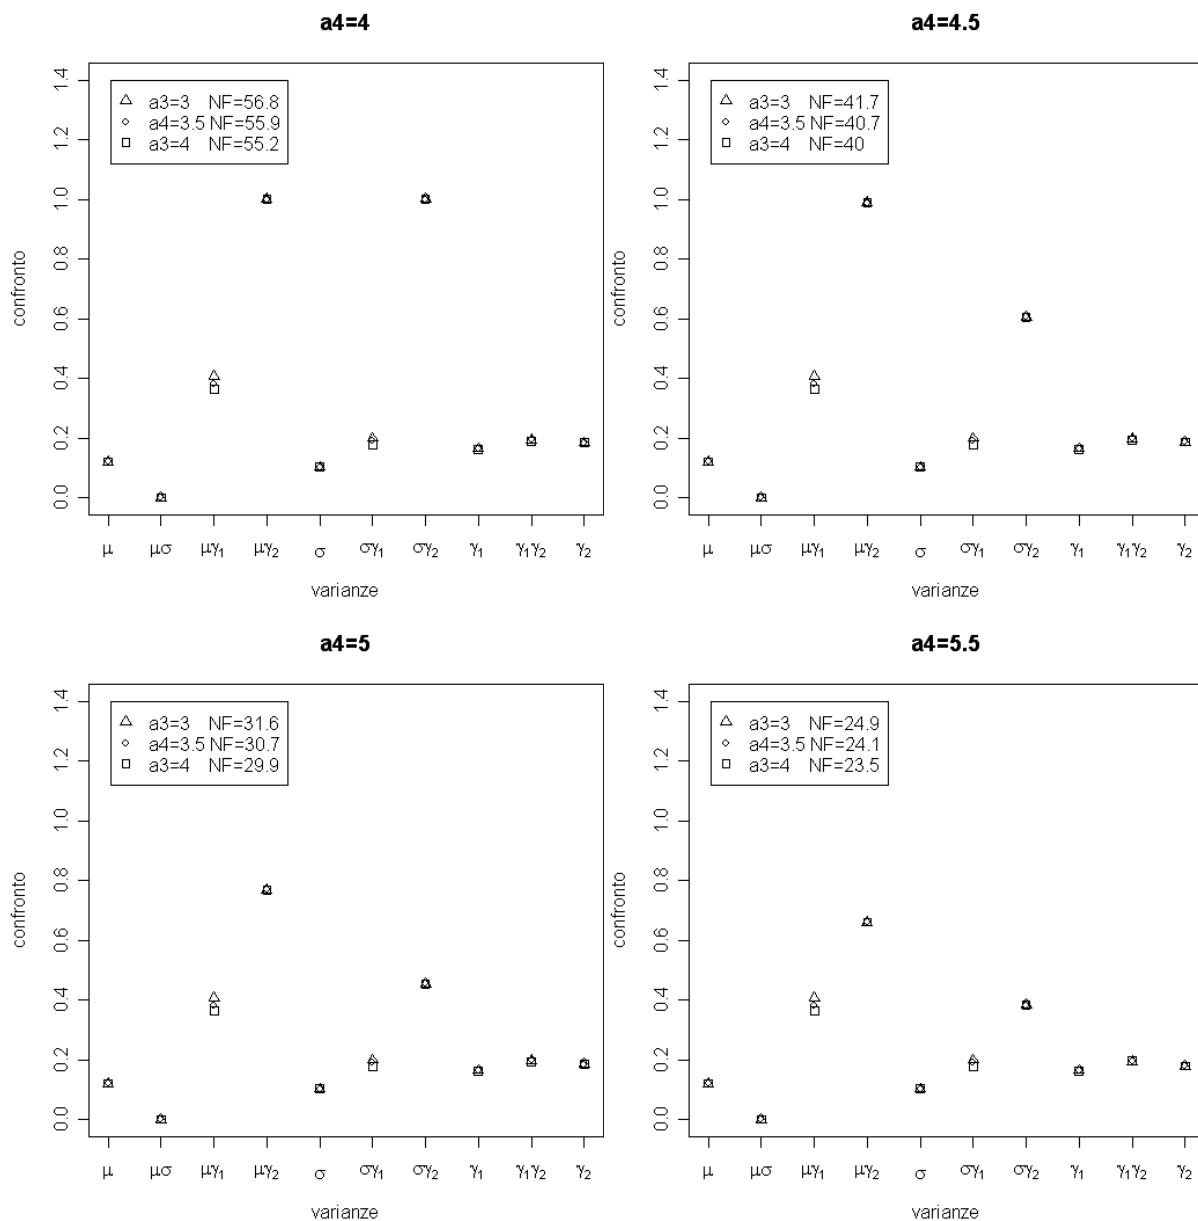 a4=4
1.4
1.2
1.0
0.8
0.6
0.4
0.2
0.0
confronto
a3=3 NF=56.8
a4=3.5 NF=55.9
a3=4 NF=55.2
μ μσ μγ1 μγ2 σ σγ1 σγ2 γ1 γ1γ2 γ2
varianze
a4=4.5
1.4
1.2
1.0
0.8
0.6
0.4
0.2
0.0
confronto
a3=3 NF=41.7
a4=3.5 NF=40.7
a3=4 NF=40
μ μσ μγ1 μγ2 σ σγ1 σγ2 γ1 γ1γ2 γ2
varianze
a4=5
1.4
1.2
1.0
0.8
0.6
0.4
0.2
0.0
confronto
a3=3 NF=31.6
a4=3.5 NF=30.7
a3=4 NF=29.9
μ μσ μγ1 μγ2 σ σγ1 σγ2 γ1 γ1γ2 γ2
varianze
a4=5.5
1.4
1.2
1.0
0.8
0.6
0.4
0.2
0.0
confronto
a3=3 NF=24.9
a4=3.5 NF=24.1
a3=4 NF=23.5
μ μσ μγ1 μγ2 σ σγ1 σγ2 γ1 γ1γ2 γ2
varianze